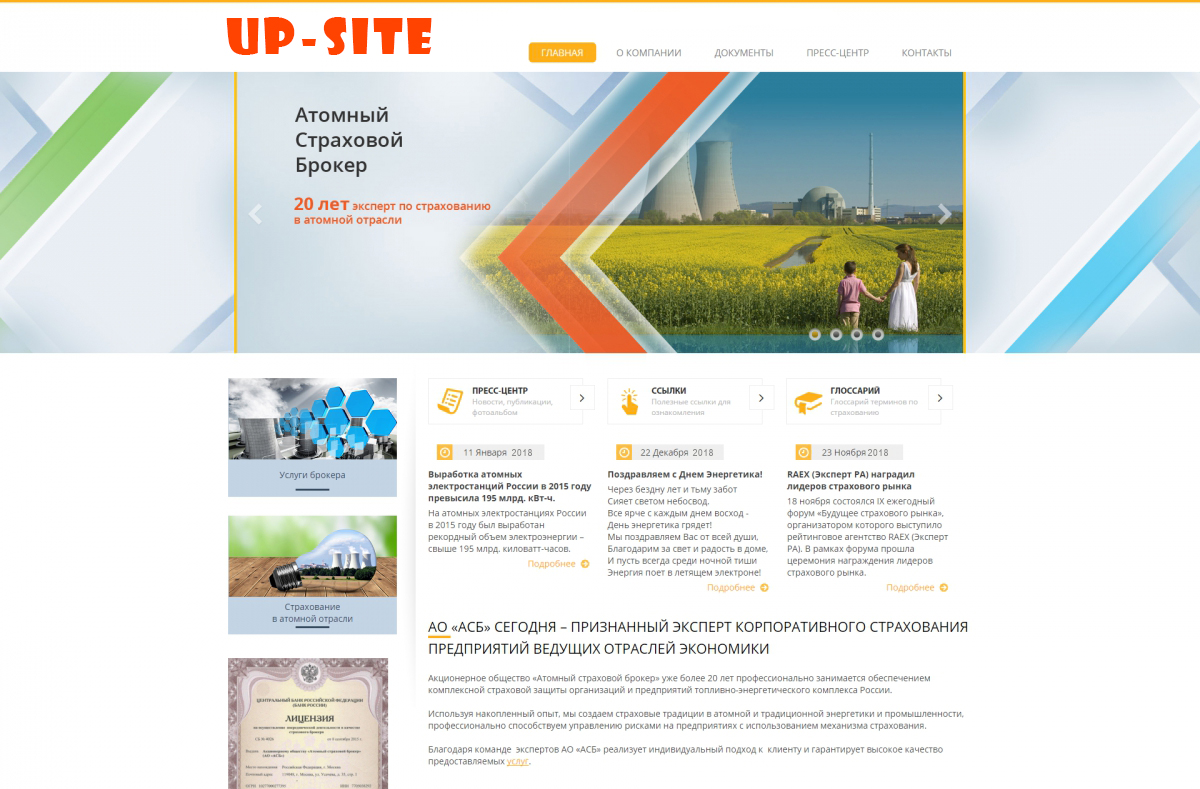 UP-SITE
ГЛАВНАЯ
О КОМПАНИИ
ДОКУМЕНТЫ
ПРЕСС-ЦЕНТР
КОНТАКТЫ
Атомный
Страховой
Брокер
20 лет эксперт по страхованию
в атомной отрасли
Услуги брокера
Страхование
в атомной отрасли
ЦЕНТРАЛЬНЫЙ БАНК РОССИЙСКОЙ ФЕДЕРАЦИИ
(БАНК РОССИИ)
ЛИЦЕНЗИЯ
ПРЕСС-ЦЕНТР
Новости, публикации,
фотоальбом
ССЫЛКИ
Полезные ссылки для
ознакомления
ГЛОССАРИЙ
Глоссарий терминов по
страхованию
11 Января 2018
Выработка атомных
электростанций России в 2015 году
превысила 195 млрд. кВт-ч.
На атомных электростанциях России
в 2015 году был выработан
рекордный объем электроэнергии –
свыше 195 млрд. киловатт-часов.
Подробнее
22 Декабря 2018
Поздравляем с Днем Энергетика!
Через бездну лет и тьму забот
Сияет светом небосвод.
Все ярче с каждым днем восход -
День энергетика грядет!
Мы поздравляем Вас от всей души,
Благодарим за свет и радость в доме,
И пусть всегда среди ночной тиши
Энергия поет в летящем электроне!
Подробнее
23 Ноября 2018
RAEX (Эксперт РА) наградил
лидеров страхового рынка
18 ноября состоялся IX ежегодный
форум «Будущее страхового рынка»,
организатором которого выступило
рейтинговое агентство RAEX (Эксперт
РА). В рамках форума прошла
церемония награждения лидеров
страхового рынка.
Подробнее
АО «АСБ» СЕГОДНЯ – ПРИЗНАННЫЙ ЭКСПЕРТ КОРПОРАТИВНОГО СТРАХОВАНИЯ
ПРЕДПРИЯТИЙ ВЕДУЩИХ ОТРАСЛЕЙ ЭКОНОМИКИ
Акционерное общество «Атомный страховой брокер» уже более 20 лет профессионально занимается обеспечением
комплексной страховой защиты организаций и предприятий топливно-энергетического комплекса России.
Используя накопленный опыт, мы создаем страховые традиции в атомной и традиционной энергетики и промышленности,
профессионально способствуем управлению рисками на предприятиях с использованием механизма страхования.
Благодаря команде экспертов АО «АСБ» реализует индивидуальный подход к клиенту и гарантирует высокое качество
предоставляемых услуг.